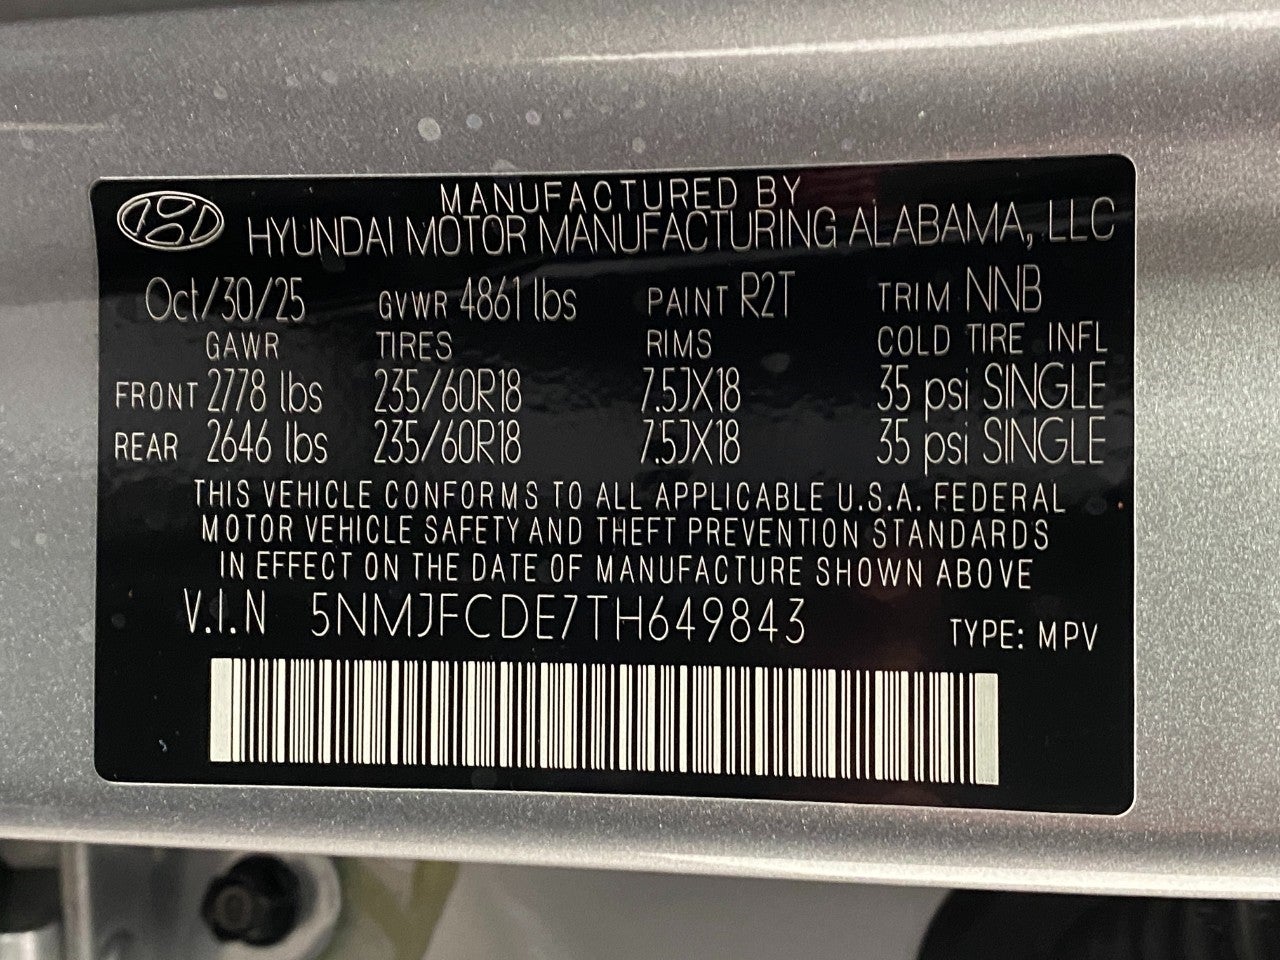 MANUFACTURED BY
HYUNDAI MOTOR MANUFACTURING ALABAMA, LLC
Oct/30/25 GVWR 4861 lbs PAINT R2T TRIM NNB
GAWR TIRES RIMS COLD TIRE INFL
FRONT 2778 lbs 235/60R18 7.5JX18 35 psi SINGLE
REAR 2646 lbs 235/60R18 7.5JX18 35 psi SINGLE
THIS VEHICLE CONFORMS TO ALL APPLICABLE U.S.A. FEDERAL
MOTOR VEHICLE SAFETY AND THEFT PREVENTION STANDARDS
IN EFFECT ON THE DATE OF MANUFACTURE SHOWN ABOVE
V.I.N 5NMJFCDE7TH649843 TYPE: MPV